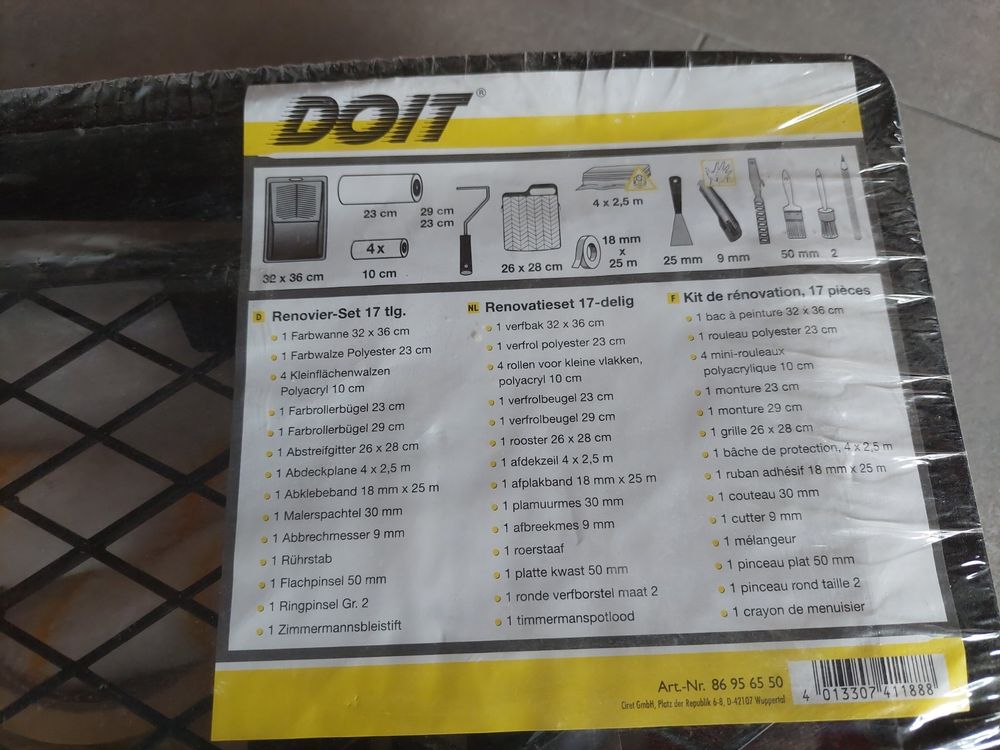 DOIT®
23 cm
29 cm
23 cm
4 x 2,5 m
4x
18 mm
x
25 m
32 x 36 cm
10 cm
26 x 28 cm
25 mm
9 mm
50 mm
2
D Renovier-Set 17 tlg.
1 Farbwanne 32 x 36 cm
1 Farbwalze Polyester 23 cm
4 Kleinflächenwalzen
Polyacryl 10 cm
1 Farbrollerbügel 23 cm
1 Farbrollerbügel 29 cm
1 Abstreifgitter 26 x 28 cm
1 Abdeckplane 4 x 2,5 m
1 Abklebeband 18 mm x 25 m
1 Malerspachtel 30 mm
1 Abbrechmesser 9 mm
1 Rührstab
1 Flachpinsel 50 mm
1 Ringpinsel Gr. 2
1 Zimmermannsbleistift
NL Renovatieset 17-delig
1 verfbak 32 x 36 cm
1 verfrol polyester 23 cm
4 rollen voor kleine vlakken,
polyacryl 10 cm
1 verfrolbeugel 23 cm
1 verfrolbeugel 29 cm
1 rooster 26 x 28 cm
1 afdekzeil 4 x 2,5 m
1 afplakband 18 mm x 25 m
1 plamuurmes 30 mm
1 afbreekmes 9 mm
1 roerstaaf
1 platte kwast 50 mm
1 ronde verfborstel maat 2
1 timmermanspotlood
F Kit de rénovation, 17 pièces
1 bac à peinture 32 x 36 cm
1 rouleau polyester 23 cm
4 mini-rouleaux
polyacrylique 10 cm
1 monture 23 cm
1 monture 29 cm
1 grille 26 x 28 cm
1 bâche de protection, 4 x 2,5 m
1 ruban adhésif 18 mm x 25 m
1 couteau 30 mm
1 cutter 9 mm
1 mélangeur
1 pinceau plat 50 mm
1 pinceau rond taille 2
1 crayon de menuisier
Art.-Nr. 86 95 65 50
Ciret GmbH, Platz der Republik 6-8, D-42107 Wuppertal
4 013307 411888